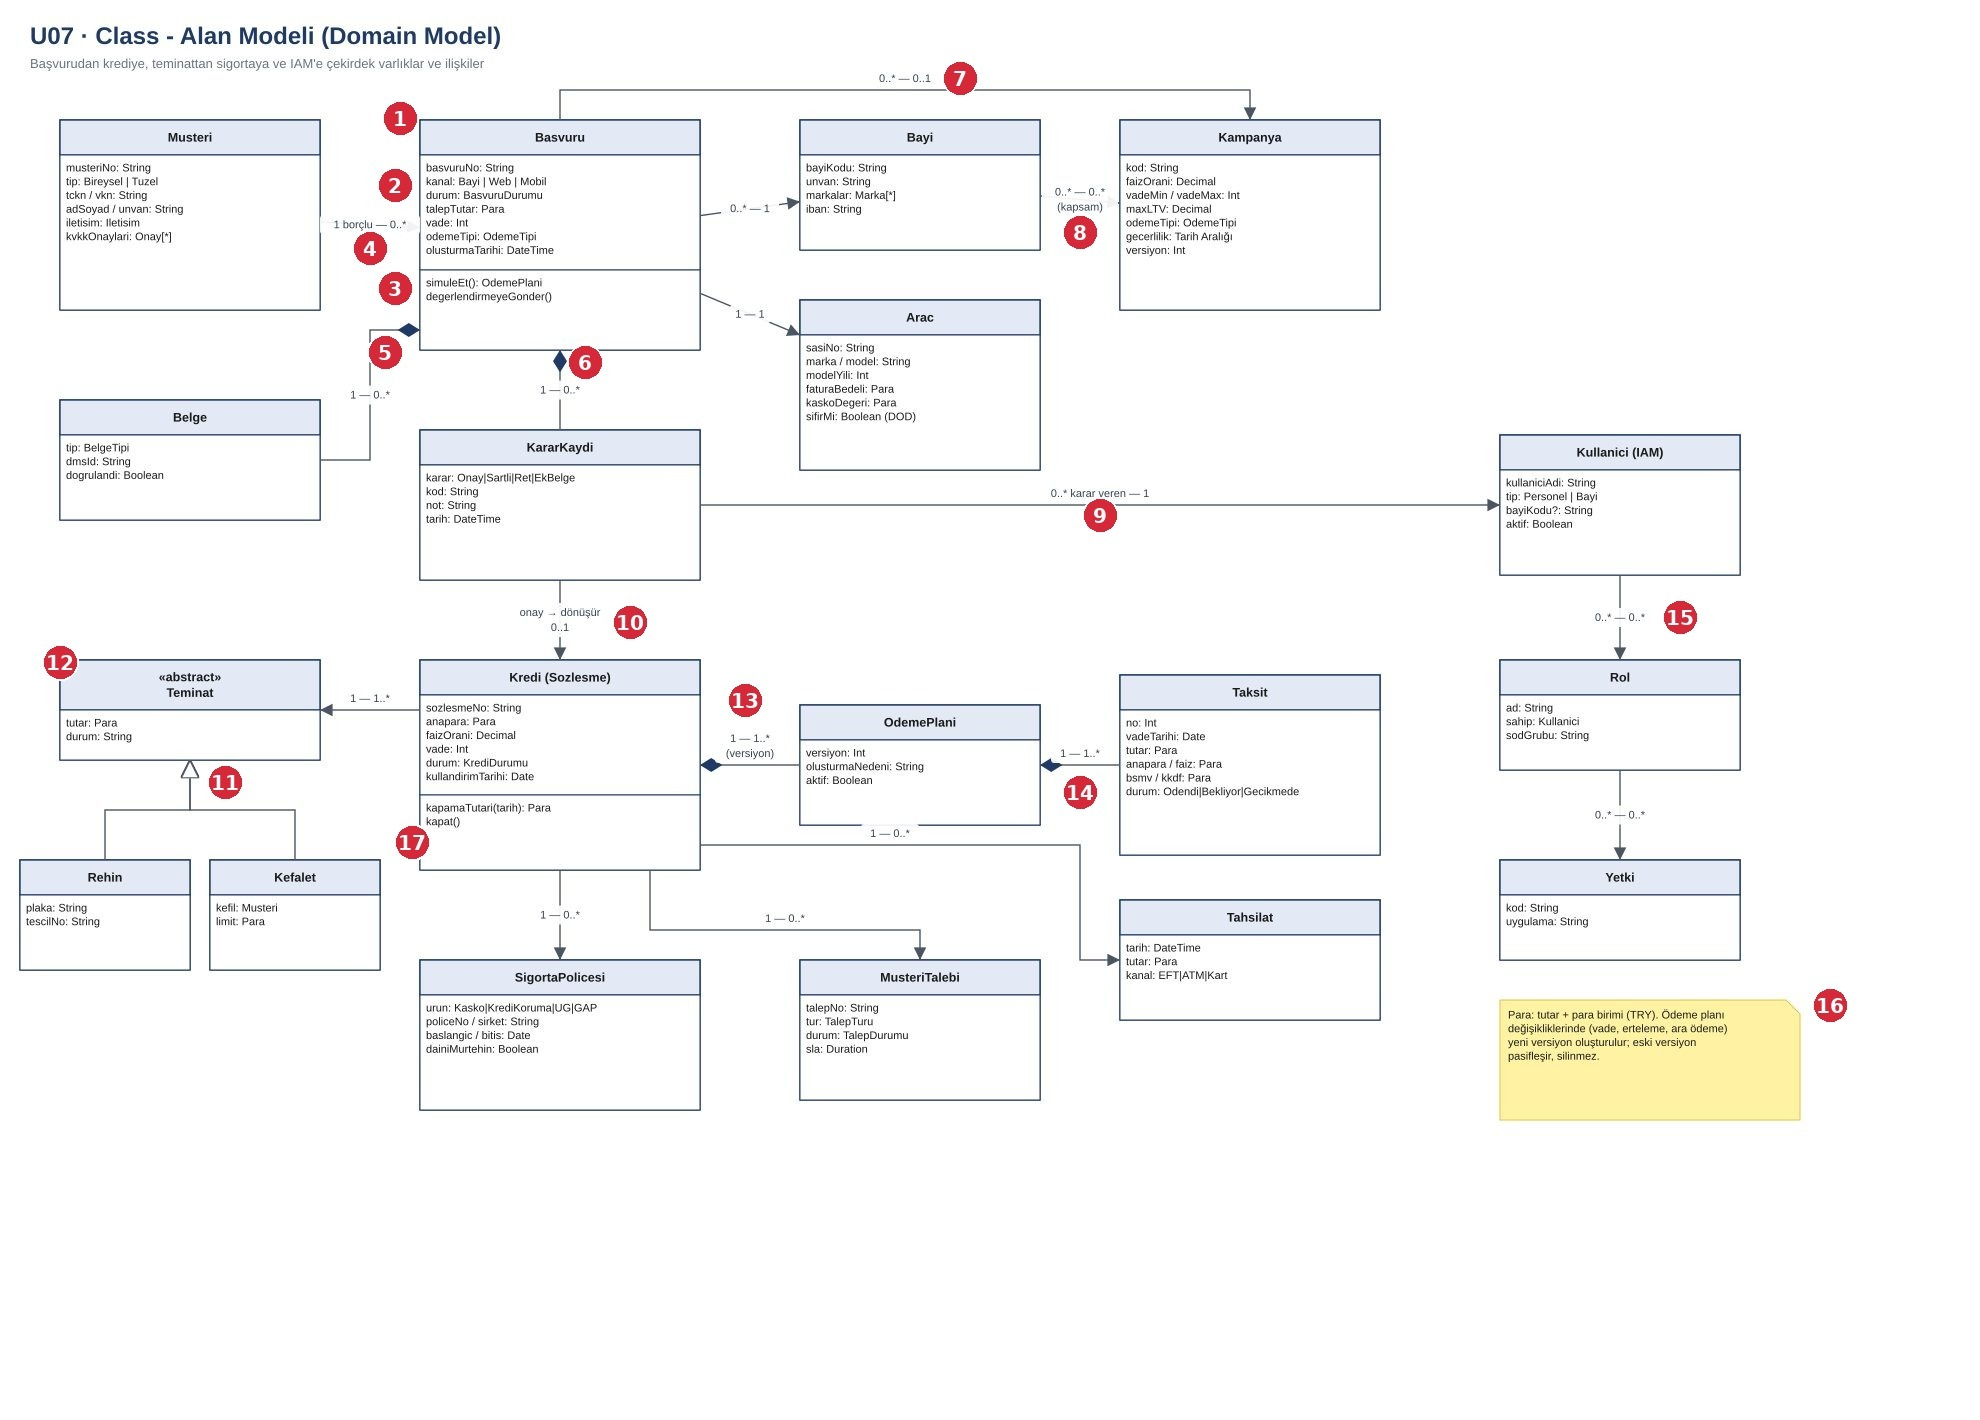 U07 · Class - Alan Modeli (Domain Model)
Başvurudan krediye, teminattan sigortaya ve IAM'e çekirdek varlıklar ve ilişkiler
0..* — 0..1
7
1
Musteri
musteriNo: String
tip: Bireysel | Tuzel
tckn / vkn: String
adSoyad / unvan: String
iletisim: Iletisim
kvkkOnaylari: Onay[*]
2
1 borçlu — 0..*
4
3
Basvuru
basvuruNo: String
kanal: Bayi | Web | Mobil
durum: BasvuruDurumu
talepTutar: Para
vade: Int
odemeTipi: OdemeTipi
olusturmaTarihi: DateTime
simuleEt(): OdemePlani
degerlendirmeyeGonder()
0..* — 1
Bayi
bayiKodu: String
unvan: String
markalar: Marka[*]
iban: String
0..* — 0..*
(kapsam)
8
Kampanya
kod: String
faizOrani: Decimal
vadeMin / vadeMax: Int
maxLTV: Decimal
odemeTipi: OdemeTipi
gecerlilik: Tarih Aralığı
versiyon: Int
1 — 1
Arac
sasiNo: String
marka / model: String
modelYili: Int
faturaBedeli: Para
kaskoDegeri: Para
sifirMi: Boolean (DOD)
5
1 — 0..*
6
1 — 0..*
Belge
tip: BelgeTipi
dmsId: String
dogrulandi: Boolean
KararKaydi
karar: Onay|Sartli|Ret|EkBelge
kod: String
not: String
tarih: DateTime
0..* karar veren — 1
9
Kullanici (IAM)
kullaniciAdi: String
tip: Personel | Bayi
bayiKodu?: String
aktif: Boolean
onay → dönüşür
0..1
10
0..* — 0..*
15
12
«abstract»
Teminat
tutar: Para
durum: String
1 — 1..*
Kredi (Sozlesme)
sozlesmeNo: String
anapara: Para
faizOrani: Decimal
vade: Int
durum: KrediDurumu
kullandirimTarihi: Date
kapamaTutari(tarih): Para
kapat()
13
1 — 1..*
(versiyon)
OdemePlani
versiyon: Int
olusturmaNedeni: String
aktif: Boolean
1 — 1..*
14
Taksit
no: Int
vadeTarihi: Date
tutar: Para
anapara / faiz: Para
bsmv / kkdf: Para
durum: Odendi|Bekliyor|Gecikmede
Rol
ad: String
sahip: Kullanici
sodGrubu: String
11
17
1 — 0..*
0..* — 0..*
Rehin
plaka: String
tescilNo: String
Kefalet
kefil: Musteri
limit: Para
1 — 0..*
1 — 0..*
Tahsilat
tarih: DateTime
tutar: Para
kanal: EFT|ATM|Kart
Yetki
kod: String
uygulama: String
SigortaPolicesi
urun: Kasko|KrediKoruma|UG|GAP
policeNo / sirket: String
baslangic / bitis: Date
dainiMurtehin: Boolean
MusteriTalebi
talepNo: String
tur: TalepTuru
durum: TalepDurumu
sla: Duration
16
Para: tutar + para birimi (TRY). Ödeme planı
değişikliklerinde (vade, erteleme, ara ödeme)
yeni versiyon oluşturulur; eski versiyon
pasifleşir, silinmez.